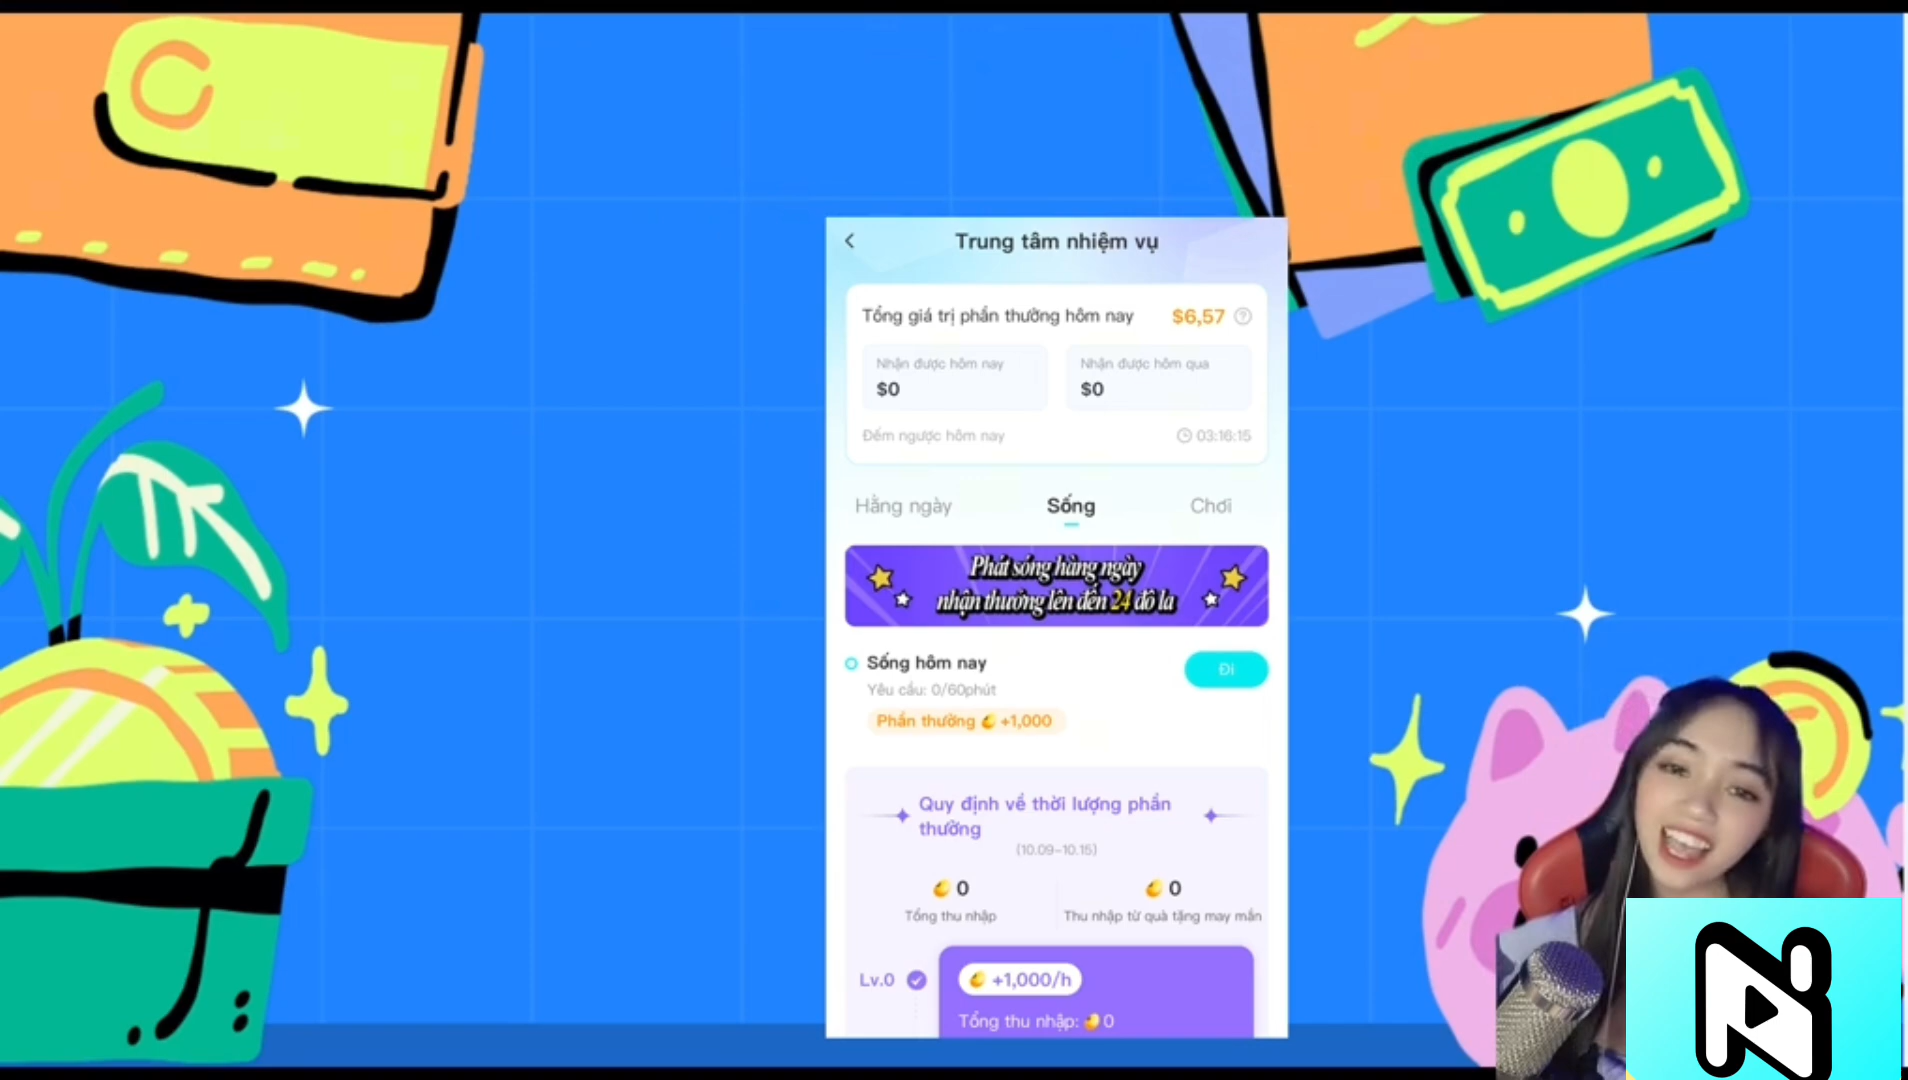 Trung tâm nhiệm vụ
Tổng giá trị phần thưởng hôm nay $6,57
Nhận được hôm nay
$0
Nhận được hôm qua
$0
Đếm ngược hôm nay 03:16:15
Hằng ngày Sống Chơi
Phát sóng hàng ngày
nhận thưởng lên đến 24 đô la
Sống hôm nay
Đi
Yêu cầu: 0/60phút
Phần thưởng +1,000
Quy định về thời lượng phần
thưởng
(10.09-10.15)
0
Tổng thu nhập
0
Thu nhập từ quà tặng may mắn
Lv.0
+1,000/h
Tổng thu nhập: 0